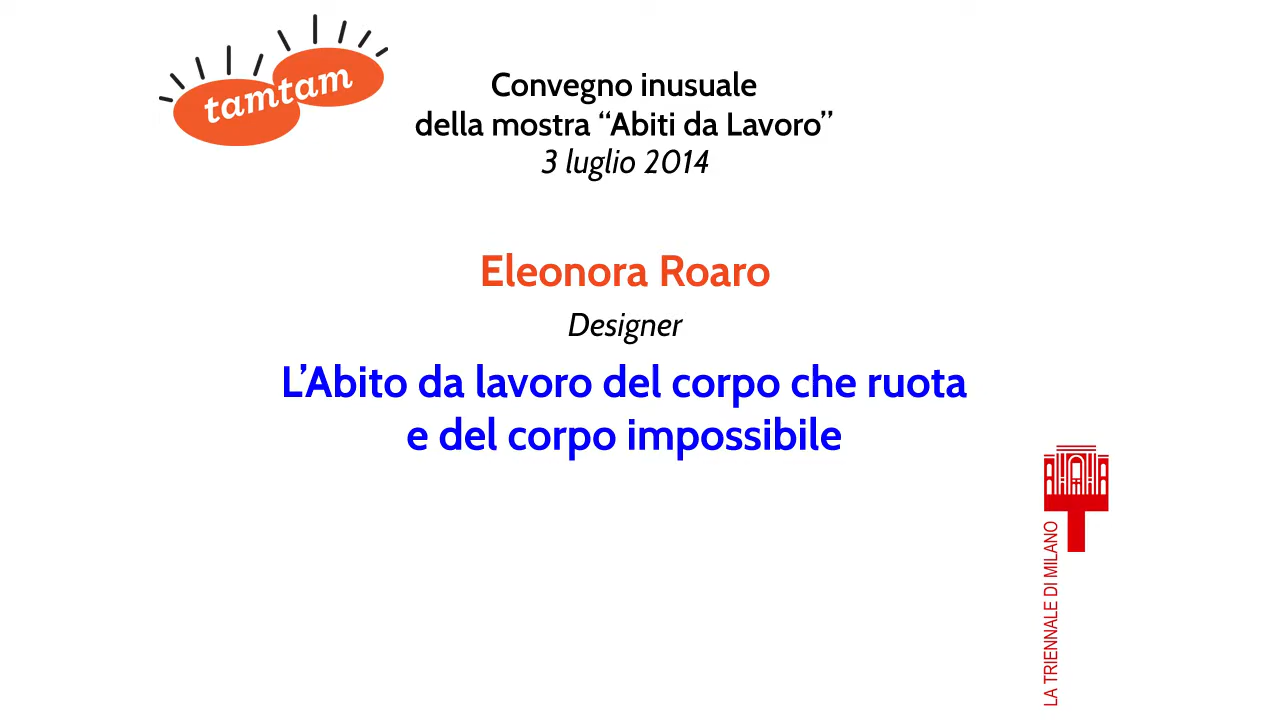 tamtam
Convegno inusuale
della mostra “Abiti da Lavoro”
3 luglio 2014
Eleonora Roaro
Designer
L’Abito da lavoro del corpo che ruota
e del corpo impossibile
LA TRIENNALE DI MILANO